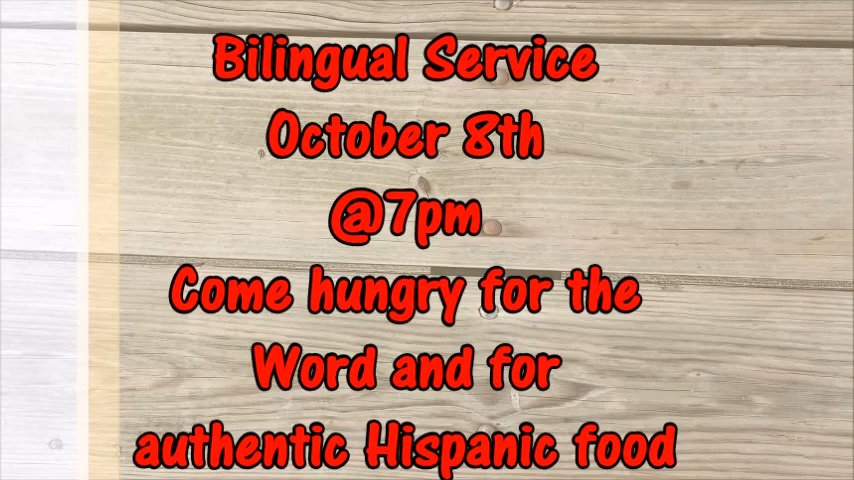 Bilingual Service
October 8th
@7pm
Come hungry for the
Word and for
authentic Hispanic food